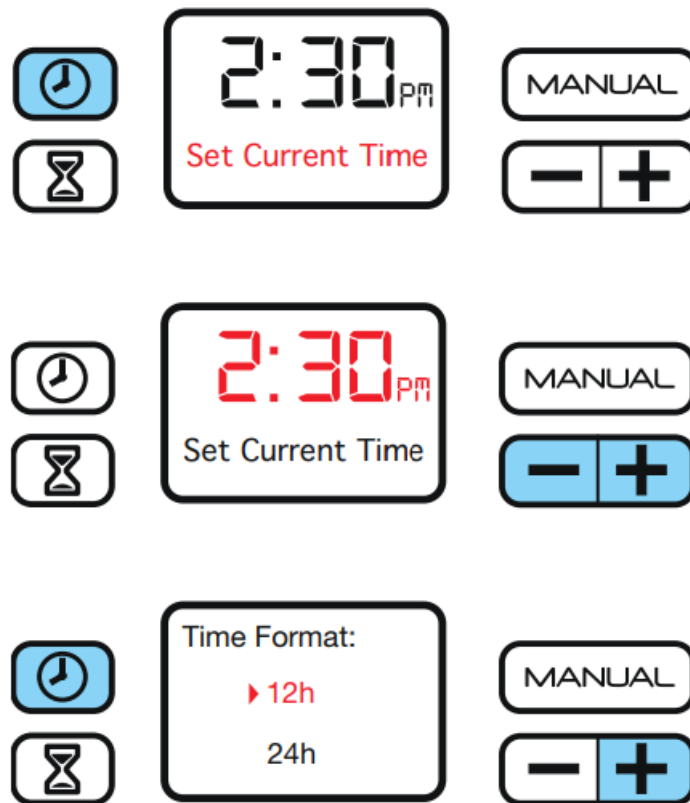 2:30PM
MANUAL
Set Current Time
− +
2:30PM
MANUAL
Set Current Time
− +
Time Format:
12h
MANUAL
24h
− +